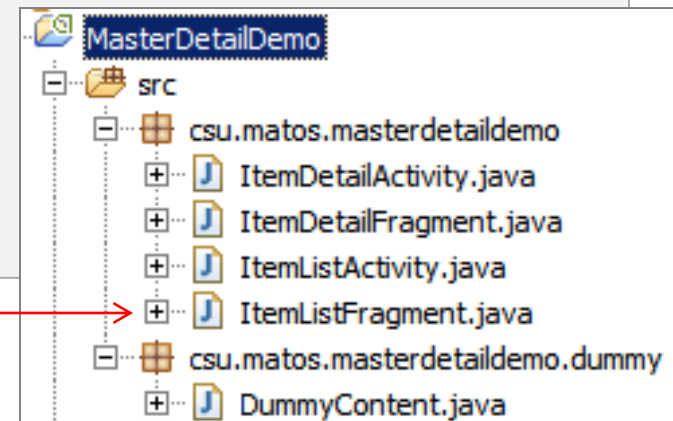 MasterDetailDemo
src
csu.matos.masterdetaildemo
ItemDetailActivity.java
ItemDetailFragment.java
ItemListActivity.java
ItemListFragment.java
csu.matos.masterdetaildemo.dummy
DummyContent.java